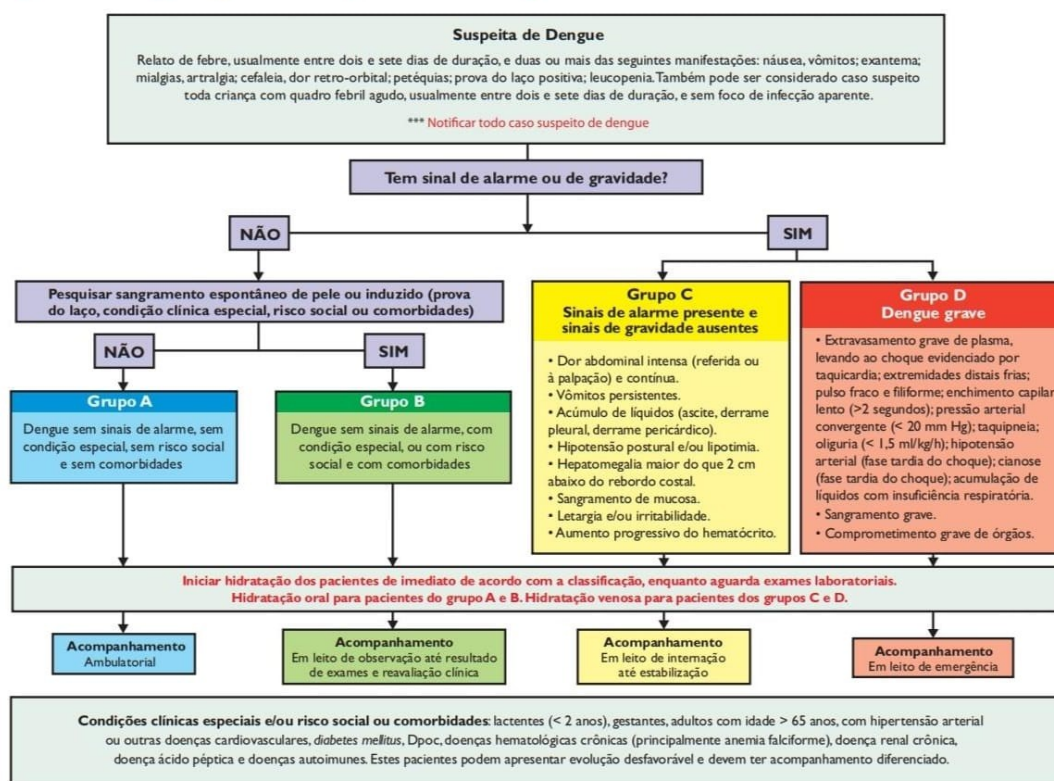 Suspeita de Dengue
Relato de febre, usualmente entre dois e sete dias de duração, e duas ou mais das seguintes manifestações: náusea, vômitos; exantema;
mialgias, artralgia; cefaleia, dor retro-orbital; petéquias; prova do laço positiva; leucopenia. Também pode ser considerado caso suspeito
toda criança com quadro febril agudo, usualmente entre dois e sete dias de duração, e sem foco de infecção aparente.
*** Notificar todo caso suspeito de dengue
Tem sinal de alarme ou de gravidade?
NÃO
SIM
Pesquisar sangramento espontâneo de pele ou induzido (prova
do laço, condição clínica especial, risco social ou comorbidades)
NÃO
SIM
Grupo A
Dengue sem sinais de alarme, sem
condição especial, sem risco social
e sem comorbidades
Grupo B
Dengue sem sinais de alarme, com
condição especial, ou com risco
social e com comorbidades
Grupo C
Sinais de alarme presente e
sinais de gravidade ausentes
• Dor abdominal intensa (referida ou
à palpação) e contínua.
• Vômitos persistentes.
• Acúmulo de líquidos (ascite, derrame
pleural, derrame pericárdico).
• Hipotensão postural e/ou lipotimia.
• Hepatomegalia maior do que 2 cm
abaixo do rebordo costal.
• Sangramento de mucosa.
• Letargia e/ou irritabilidade.
• Aumento progressivo do hematócrito.
Grupo D
Dengue grave
• Extravasamento grave de plasma,
levando ao choque evidenciado por
taquicardia; extremidades distais frias;
pulso fraco e filiforme; enchimento capilar
lento (>2 segundos); pressão arterial
convergente (< 20 mm Hg); taquipneia;
oliguria (< 1,5 ml/kg/h); hipotensão
arterial (fase tardia do choque); cianose
(fase tardia do choque); acumulação de
líquidos com insuficiência respiratória.
• Sangramento grave.
• Comprometimento grave de órgãos.
Iniciar hidratação dos pacientes de imediato de acordo com a classificação, enquanto aguarda exames laboratoriais.
Hidratação oral para pacientes do grupo A e B. Hidratação venosa para pacientes dos grupos C e D.
Acompanhamento
Ambulatorial
Acompanhamento
Em leito de observação até resultado
de exames e reavaliação clínica
Acompanhamento
Em leito de internação
até estabilização
Acompanhamento
Em leito de emergência
Condições clínicas especiais e/ou risco social ou comorbidades: lactentes (< 2 anos), gestantes, adultos com idade > 65 anos, com hipertensão arterial
ou outras doenças cardiovasculares, diabetes mellitus, Dpoc, doenças hematológicas crônicas (principalmente anemia falciforme), doença renal crônica,
doença ácido péptica e doenças autoimunes. Estes pacientes podem apresentar evolução desfavorável e devem ter acompanhamento diferenciado.